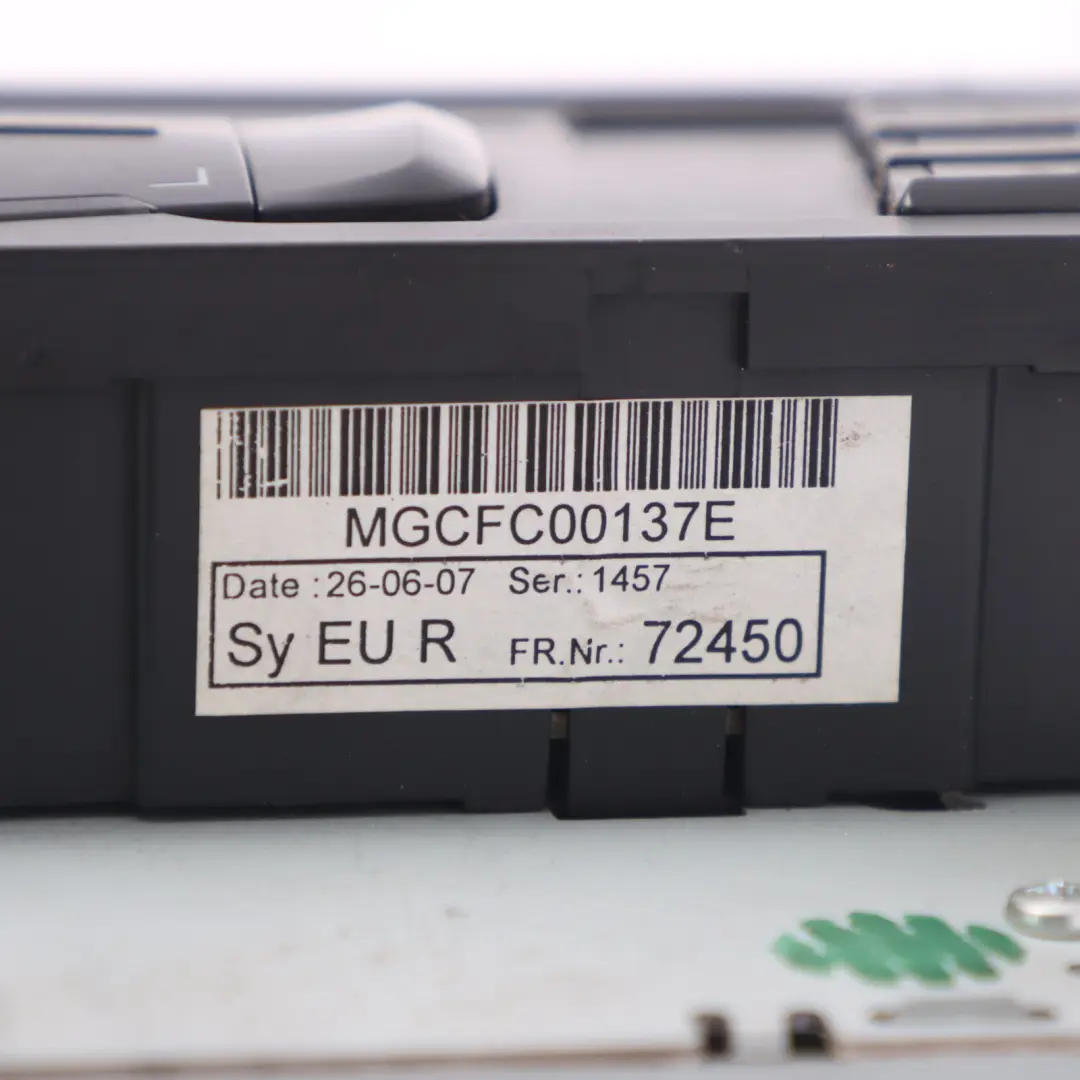 MGCFC00137E
Date : 26-06-07 Ser.: 1457
Sy EU R FR.Nr.: 72450